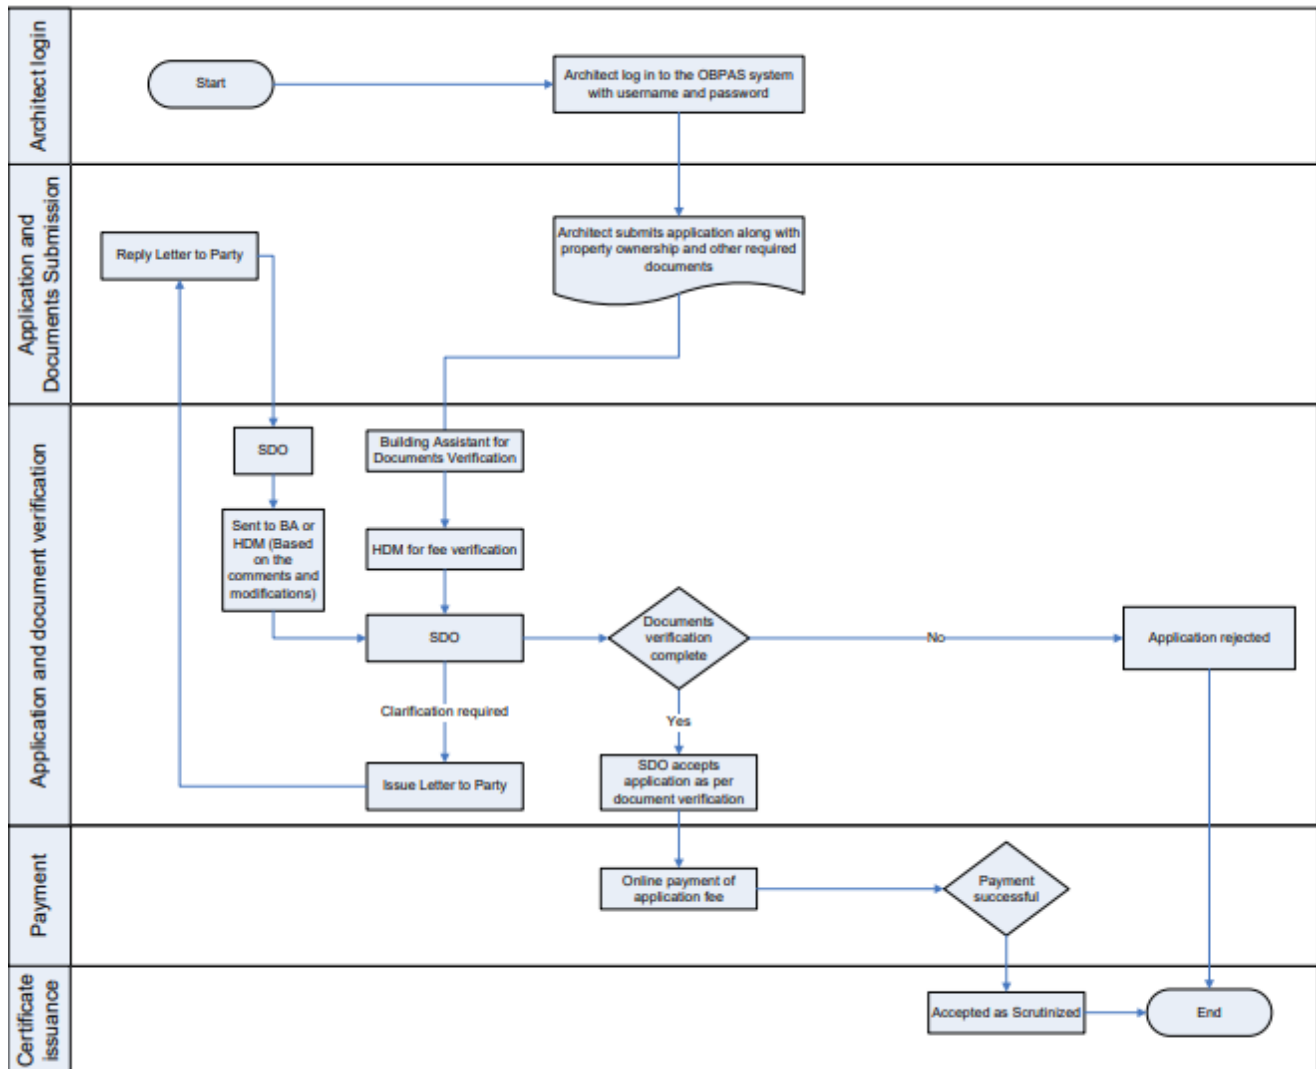 Architect login
Start
Architect log in to the OBPAS system
with username and password
Application and
Documents Submission
Reply Letter to Party
Architect submits application along with
property ownership and other required
documents
Application and document verification
SDO
Building Assistant for
Documents Verification
Sent to BA or
HDM (Based
on the
comments and
modifications)
HDM for fee verification
SDO
Documents
verification
complete
No
Application rejected
Clarification required
Yes
Issue Letter to Party
SDO accepts
application as per
document verification
Payment
Online payment of
application fee
Payment
successful
Certificate
issuance
Accepted as Scrutinized
End